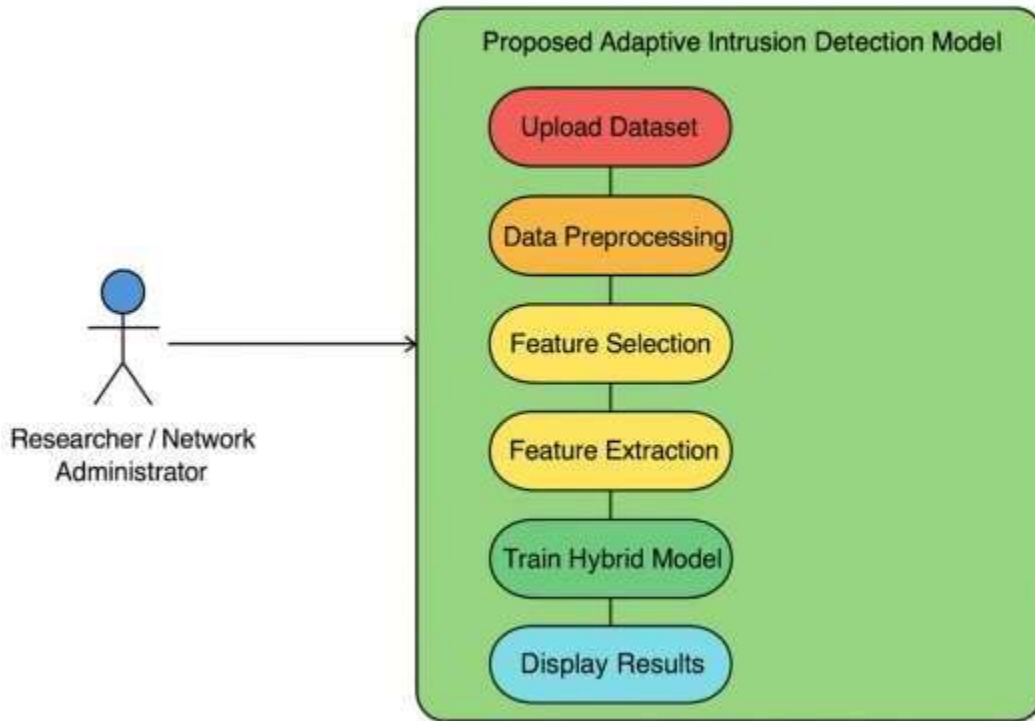 Proposed Adaptive Intrusion Detection Model
Upload Dataset
Data Preprocessing
Feature Selection
Feature Extraction
Train Hybrid Model
Display Results
Researcher / Network
Administrator